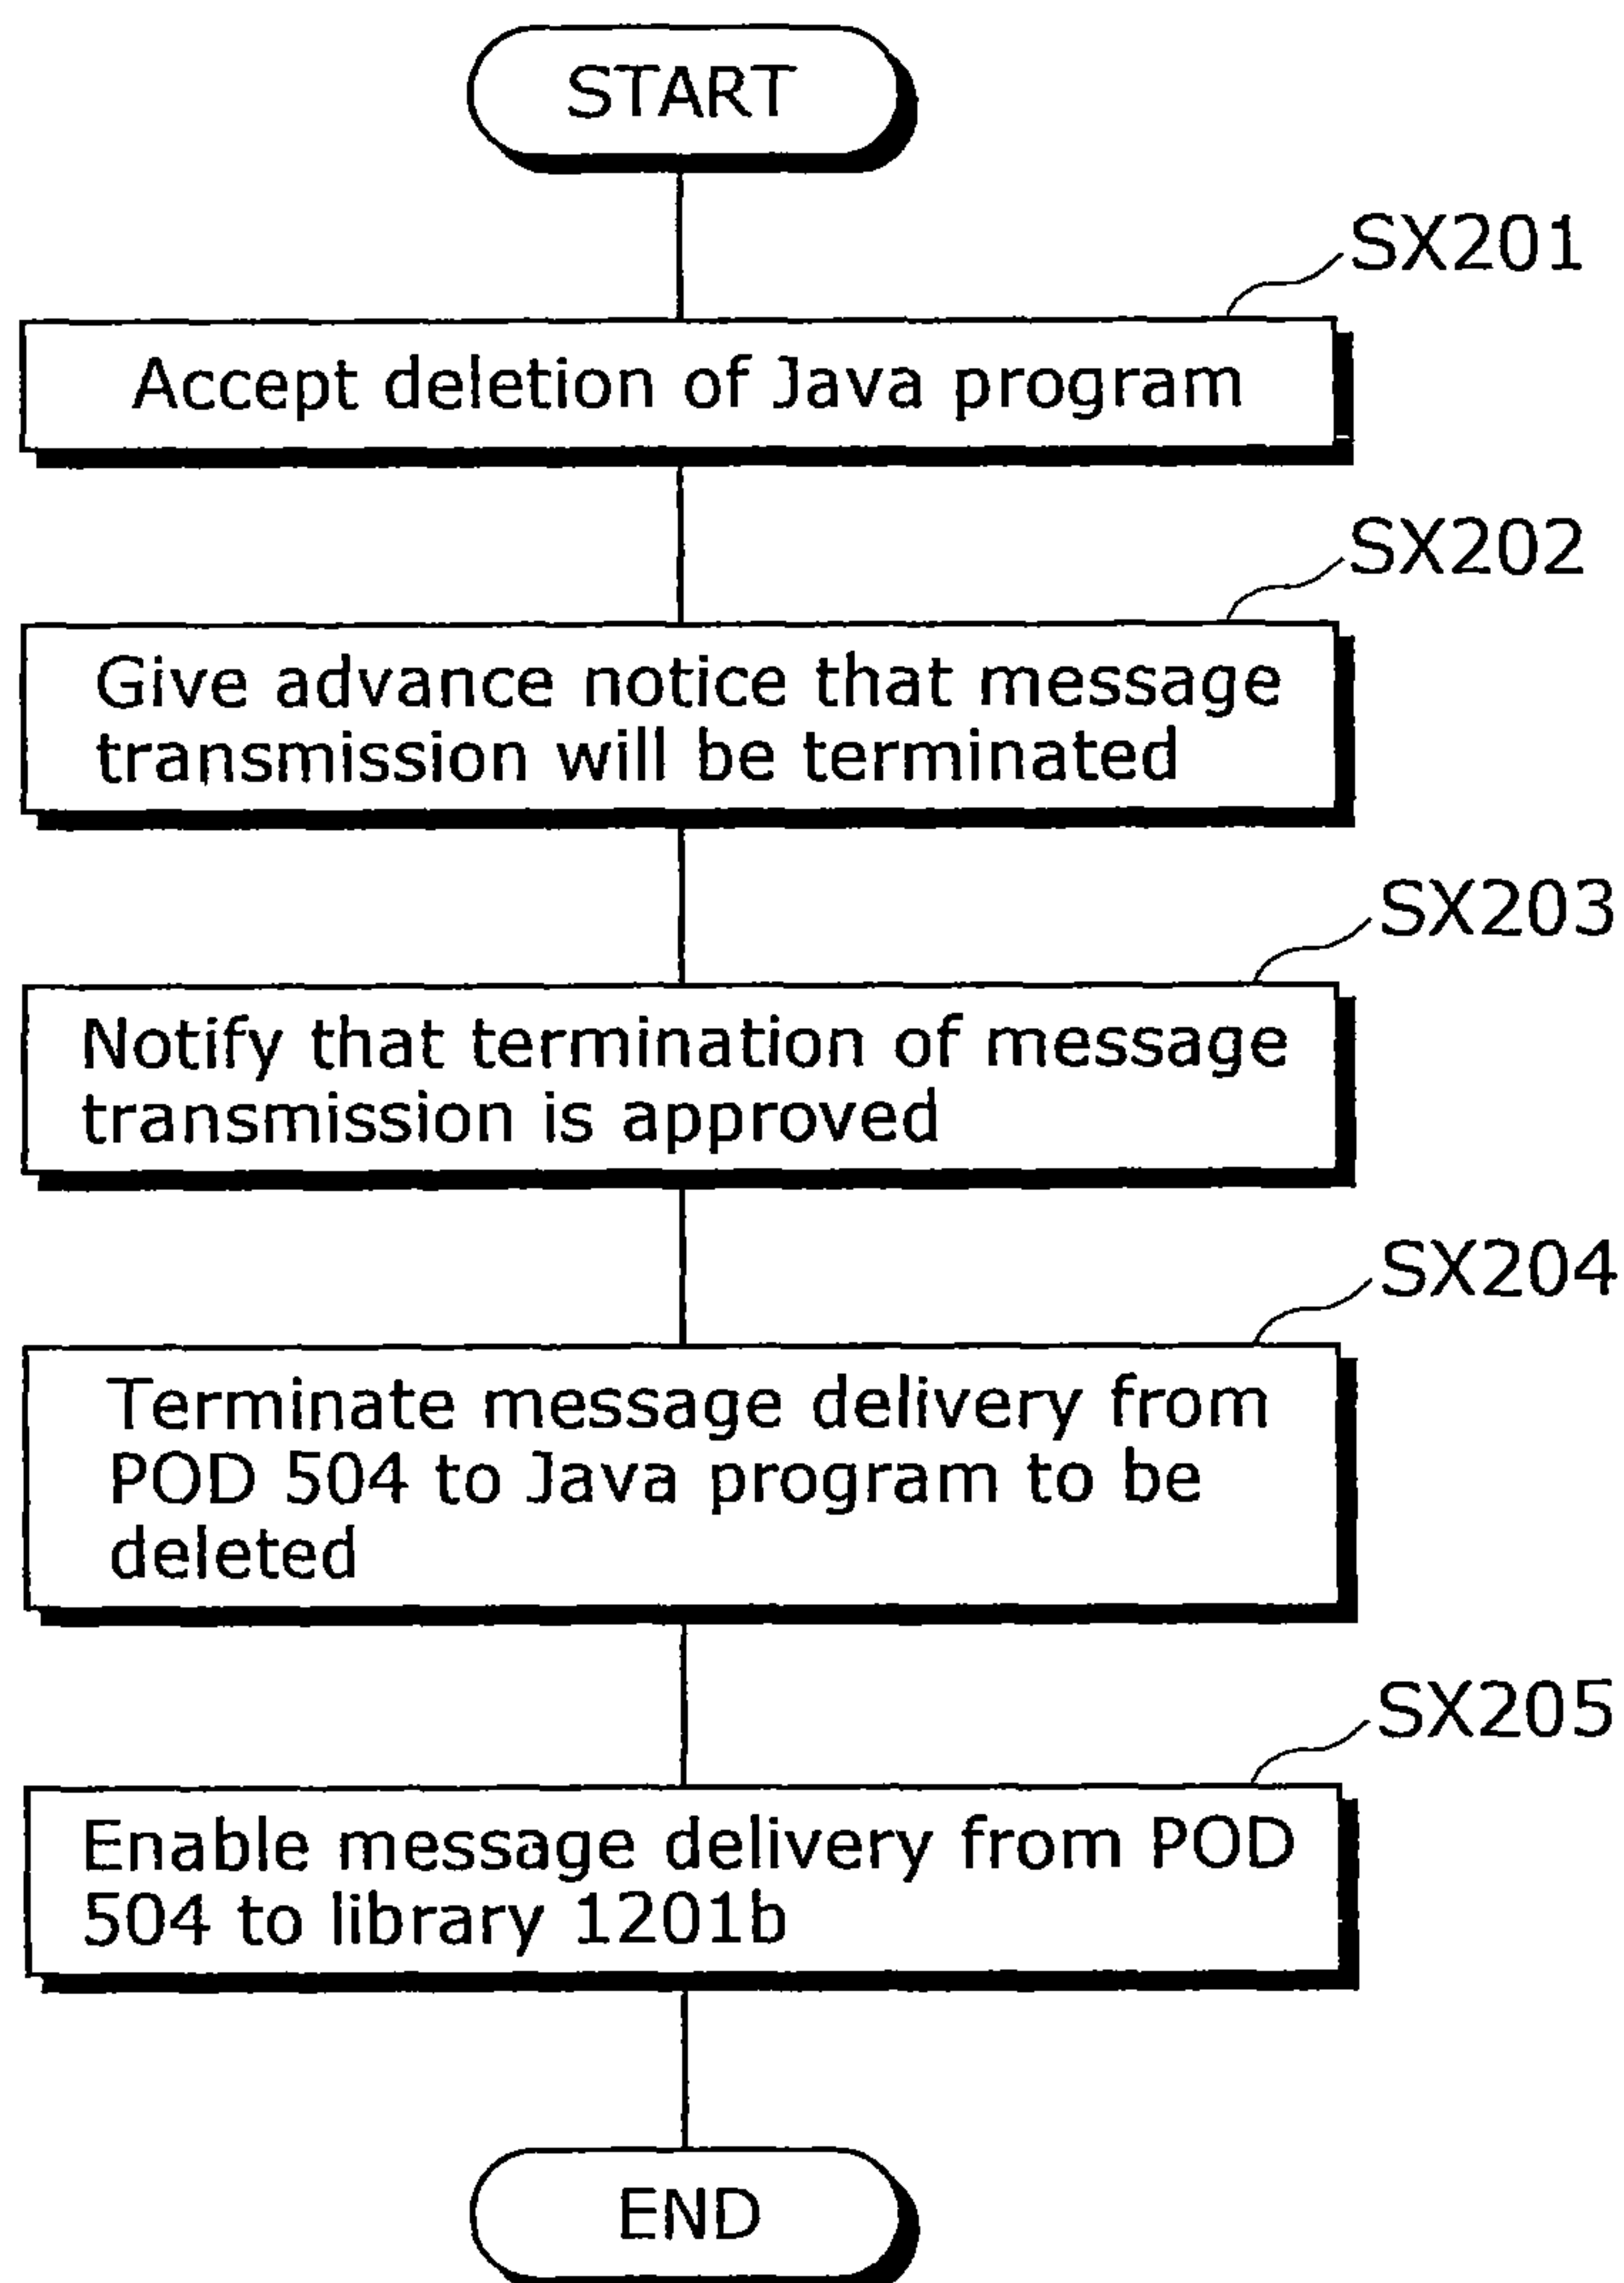 START
SX201
Accept deletion of Java program
SX202
Give advance notice that message
transmission will be terminated
SX203
Notify that termination of message
transmission is approved
SX204
Terminate message delivery from
POD 504 to Java program to be
deleted
SX205
Enable message delivery from POD
504 to library 1201b
END